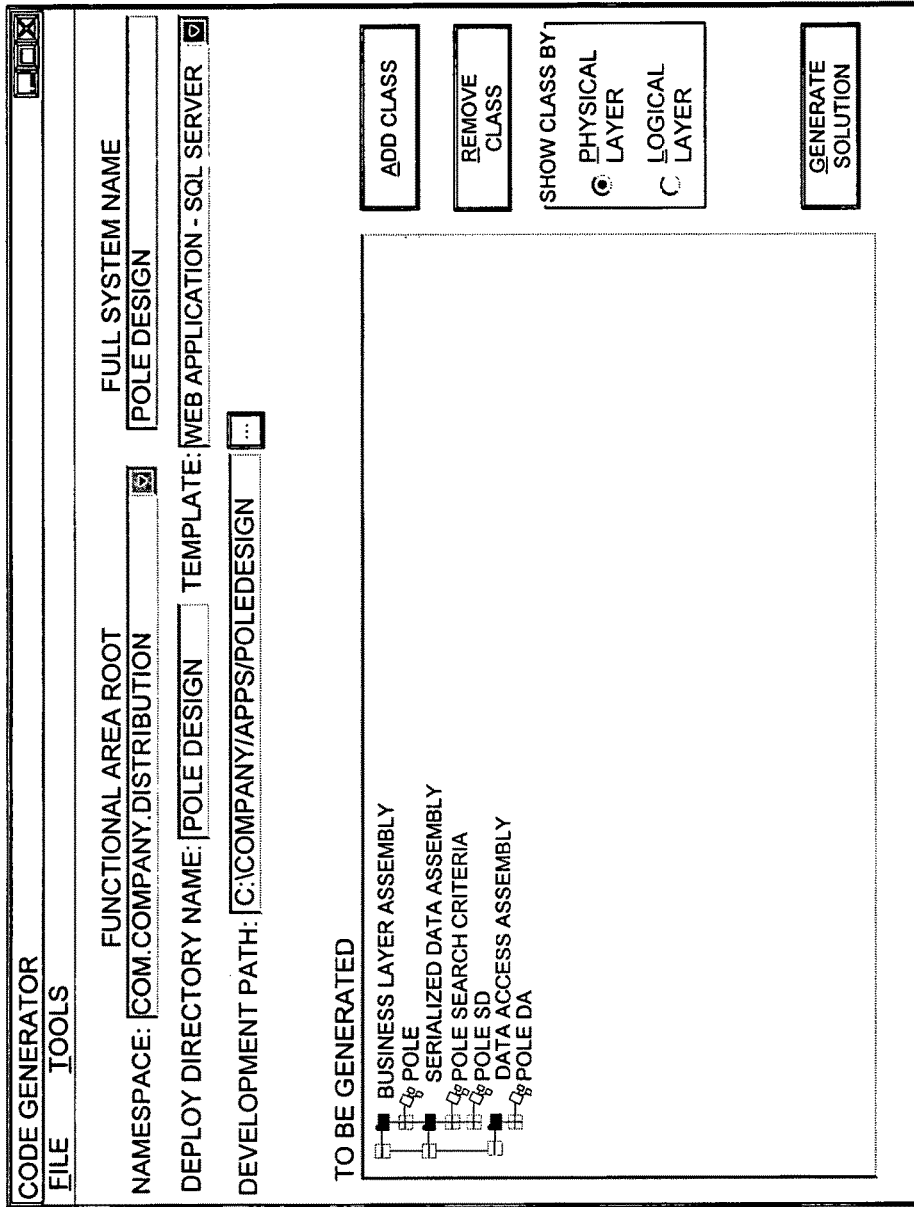 CODE GENERATOR
FILE TOOLS
FUNCTIONAL AREA ROOT
FULL SYSTEM NAME
NAMESPACE: COM.COMPANY.DISTRIBUTION
POLE DESIGN
DEPLOY DIRECTORY NAME: POLE DESIGN
TEMPLATE: WEB APPLICATION - SQL SERVER
DEVELOPMENT PATH: C:\COMPANY/APPS/POLEDESIGN
...
TO BE GENERATED
BUSINESS LAYER ASSEMBLY
POLE
SERIALIZED DATA ASSEMBLY
POLE SEARCH CRITERIA
POLE SD
DATA ACCESS ASSEMBLY
POLE DA
ADD CLASS
REMOVE
CLASS
SHOW CLASS BY
PHYSICAL
LAYER
LOGICAL
LAYER
GENERATE
SOLUTION